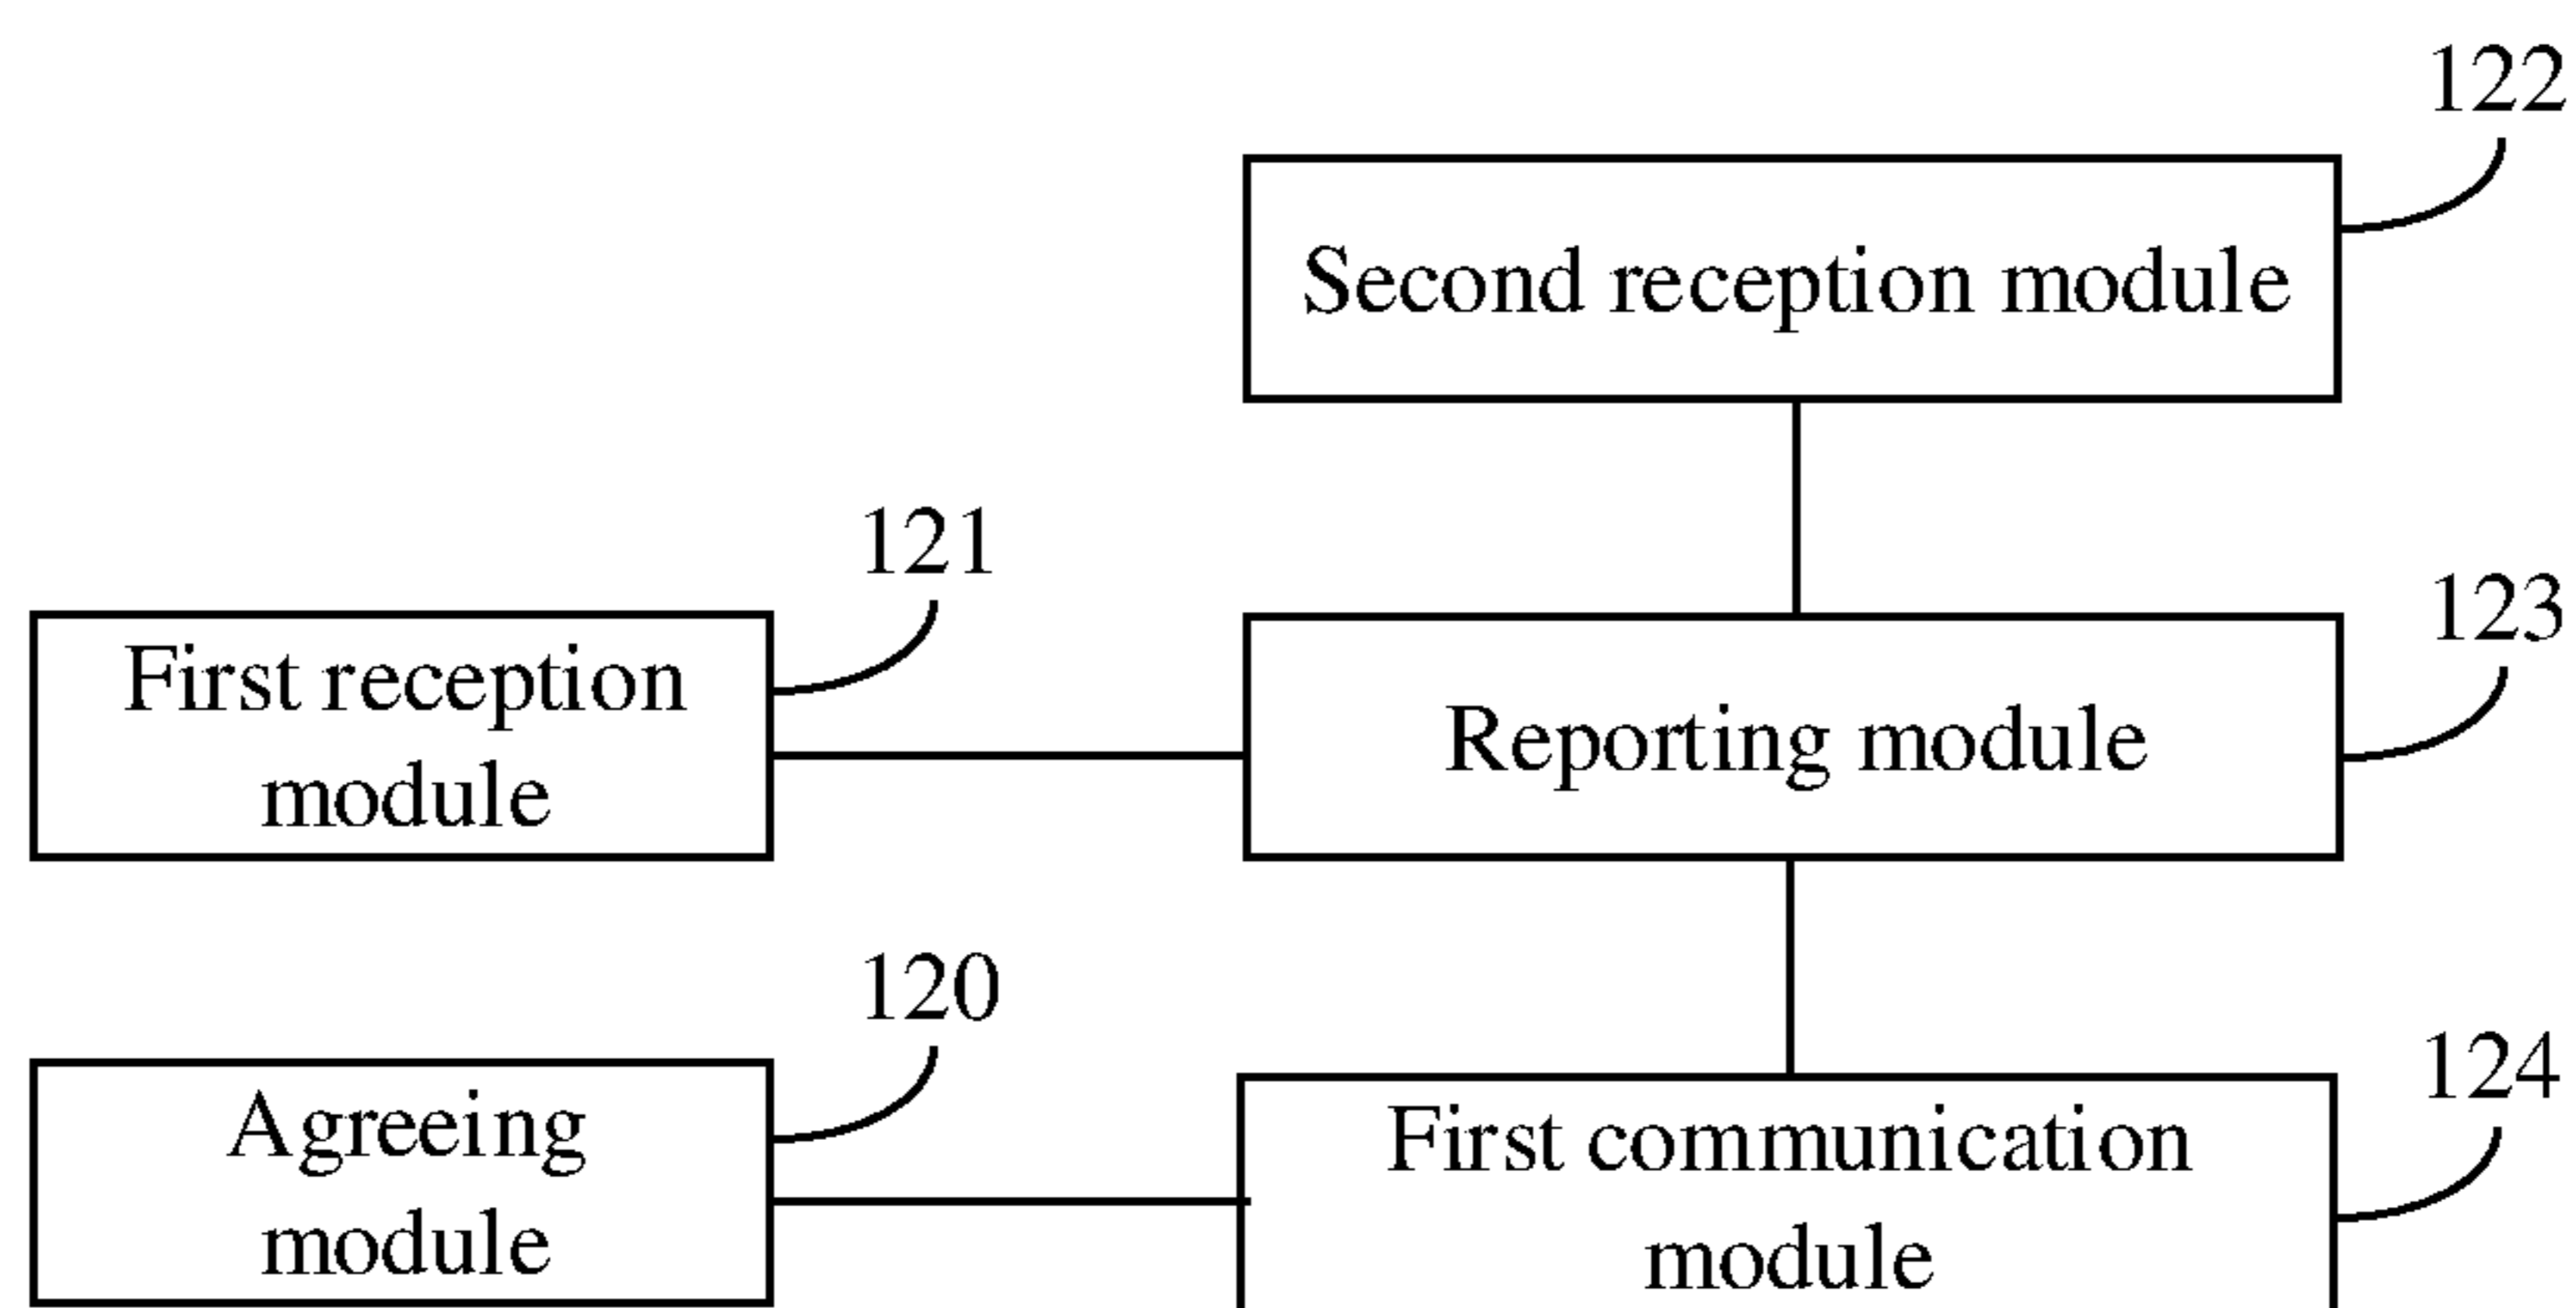 122
Second reception module
121
First reception
module
123
Reporting module
120
Agreeing
module
124
First communication
module